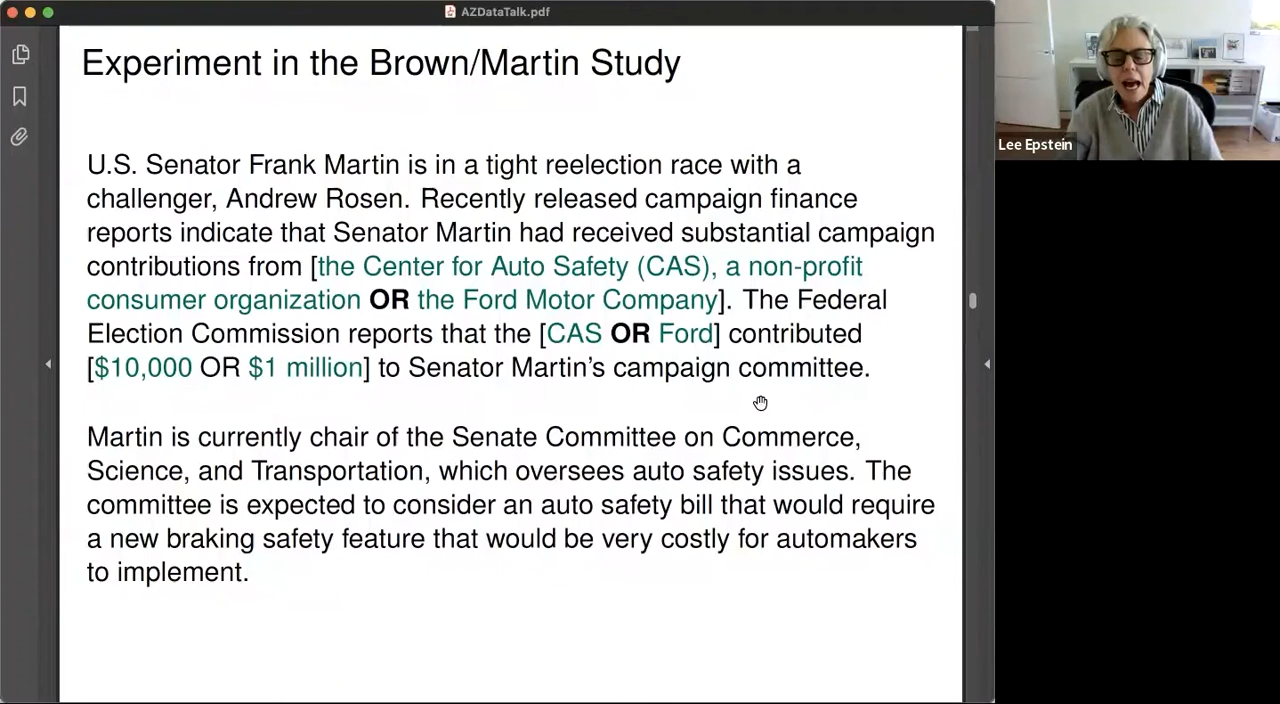 AZDataTalk.pdf
Experiment in the Brown/Martin Study
U.S. Senator Frank Martin is in a tight reelection race with a
challenger, Andrew Rosen. Recently released campaign finance
reports indicate that Senator Martin had received substantial campaign
contributions from [the Center for Auto Safety (CAS), a non-profit
consumer organization OR the Ford Motor Company]. The Federal
Election Commission reports that the [CAS OR Ford] contributed
[$10,000 OR $1 million] to Senator Martin's campaign committee.
Martin is currently chair of the Senate Committee on Commerce,
Science, and Transportation, which oversees auto safety issues. The
committee is expected to consider an auto safety bill that would require
a new braking safety feature that would be very costly for automakers
to implement.
Lee Epstein